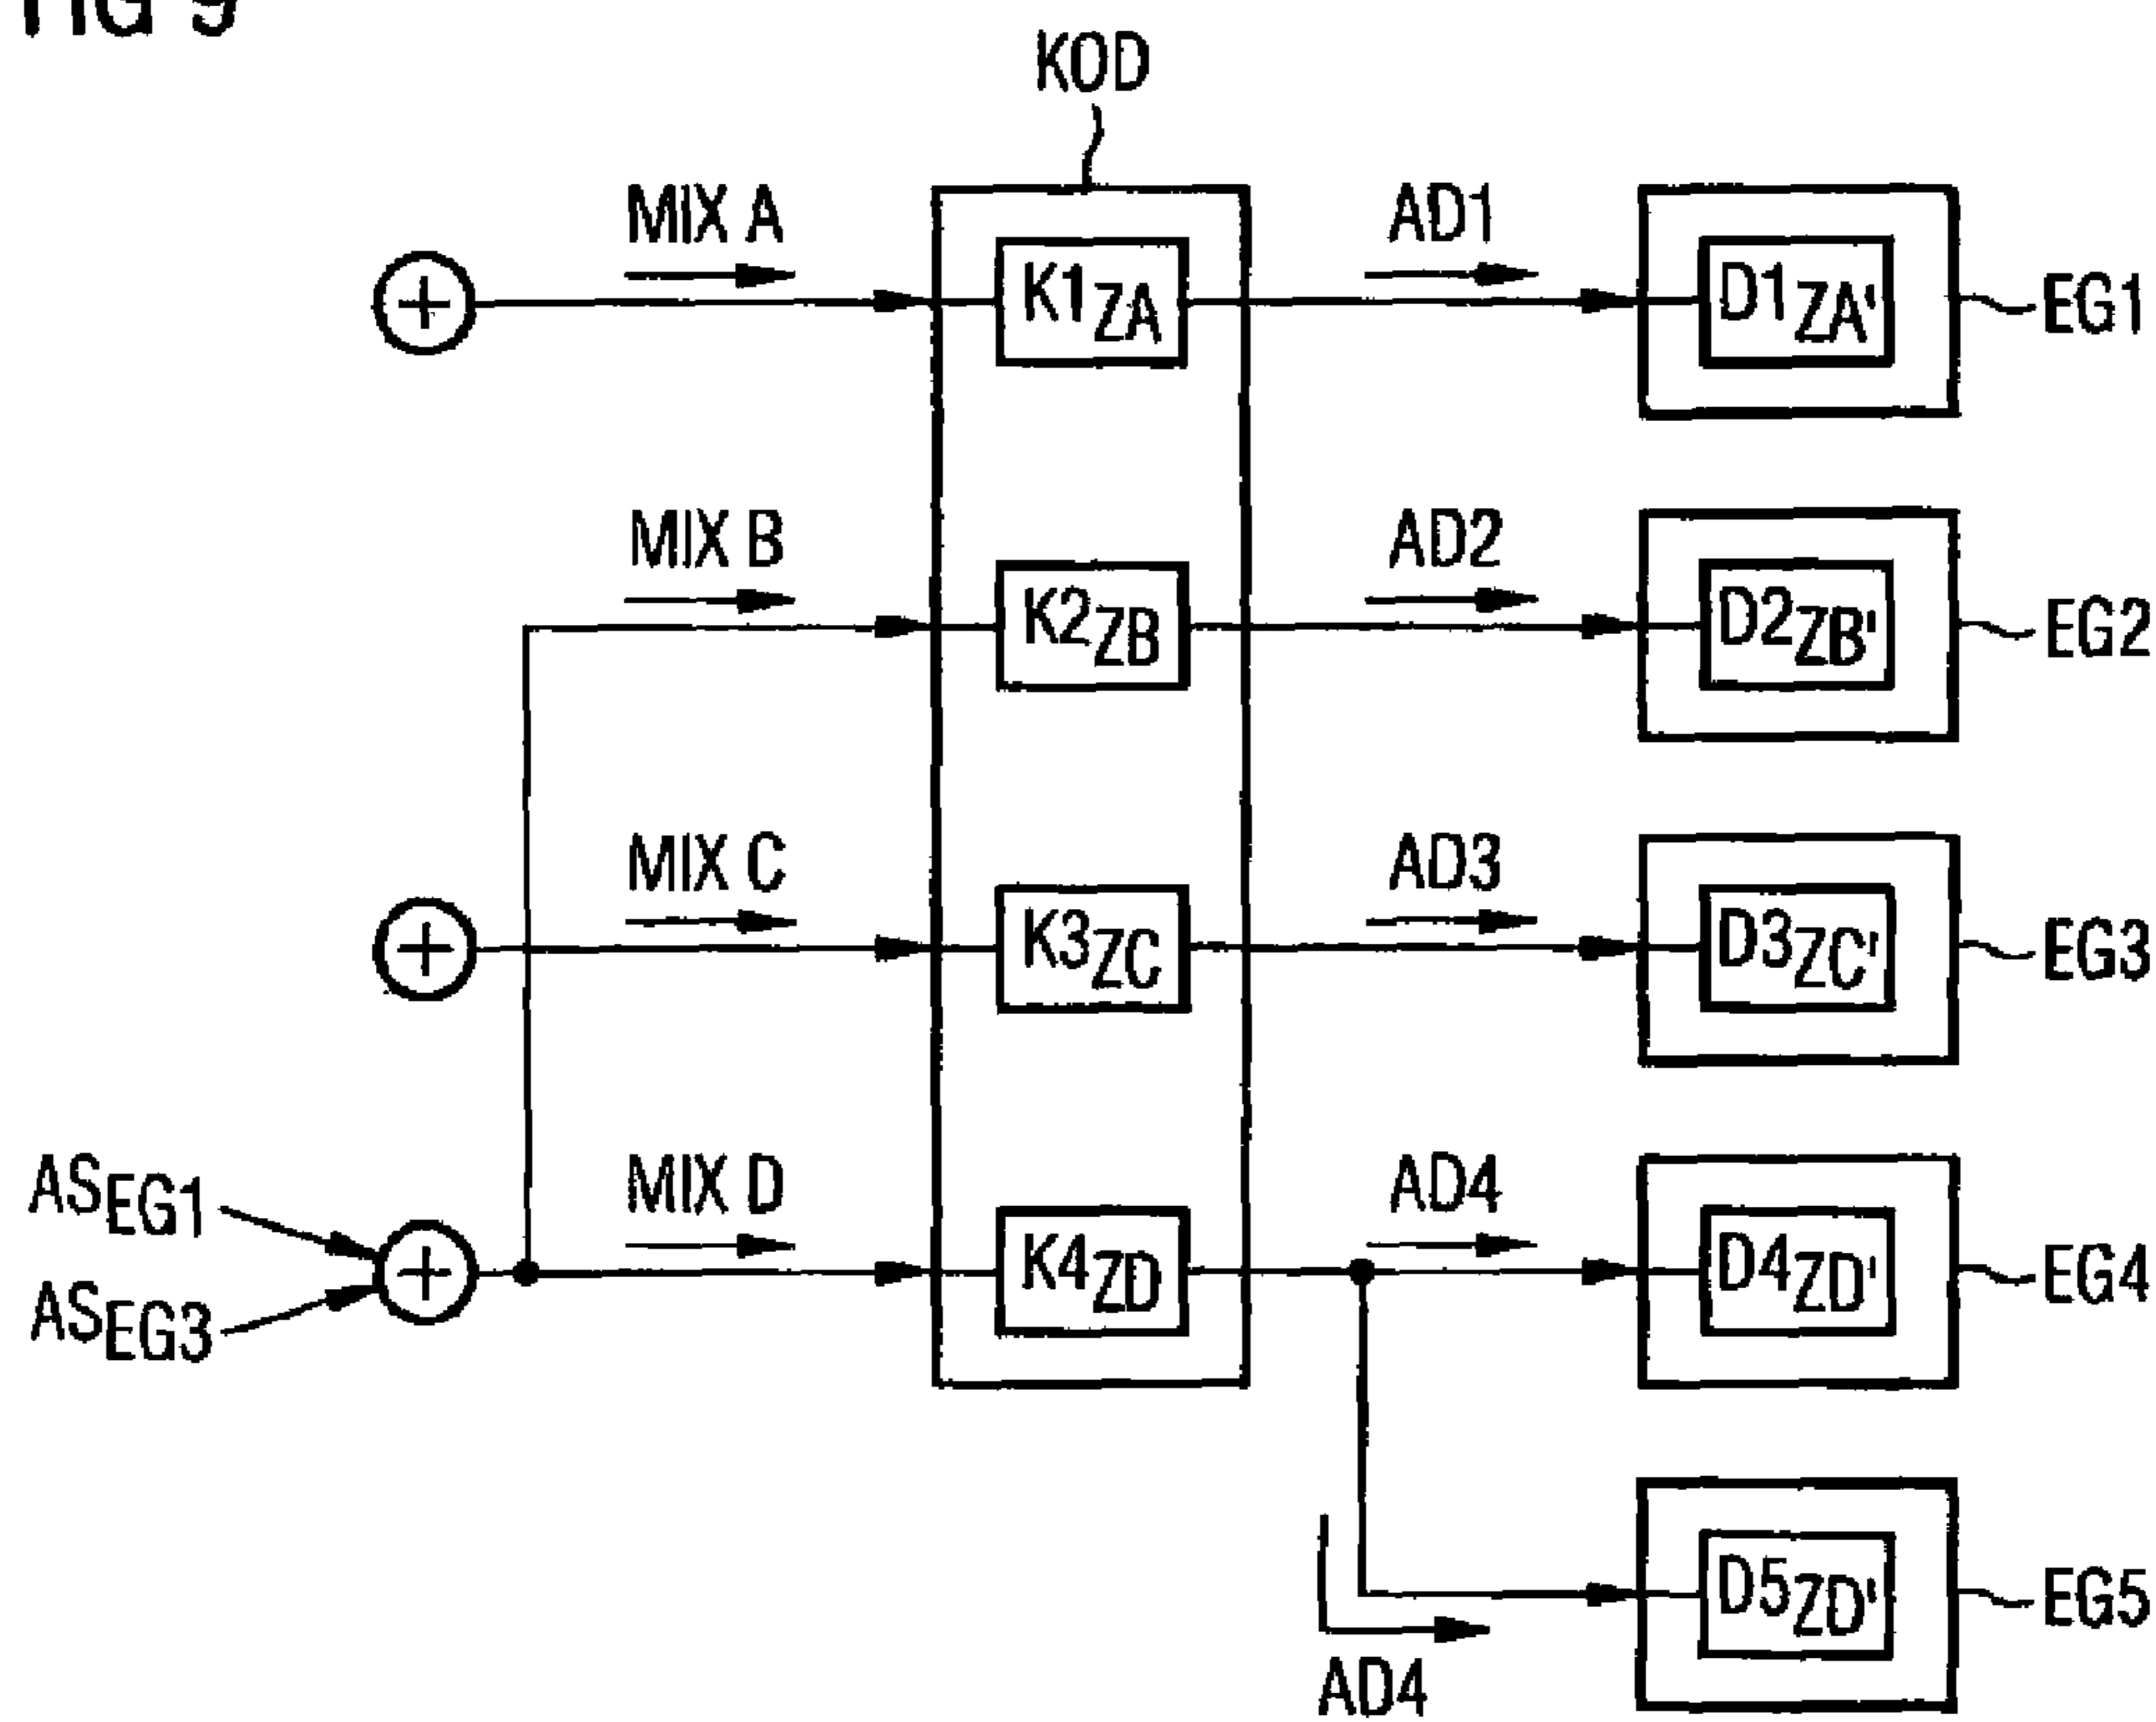 FIG 9
KOD
MIX A
AD1
K1ZA
D1ZA'
EG1
MIX B
AD2
K2ZB
D2ZB'
EG2
MIX C
AD3
K3ZC
D3ZC'
EG3
ASEG1
MIX D
AD4
K4ZD
D4ZD'
EG4
ASEG3
D5ZD'
EG5
AD4